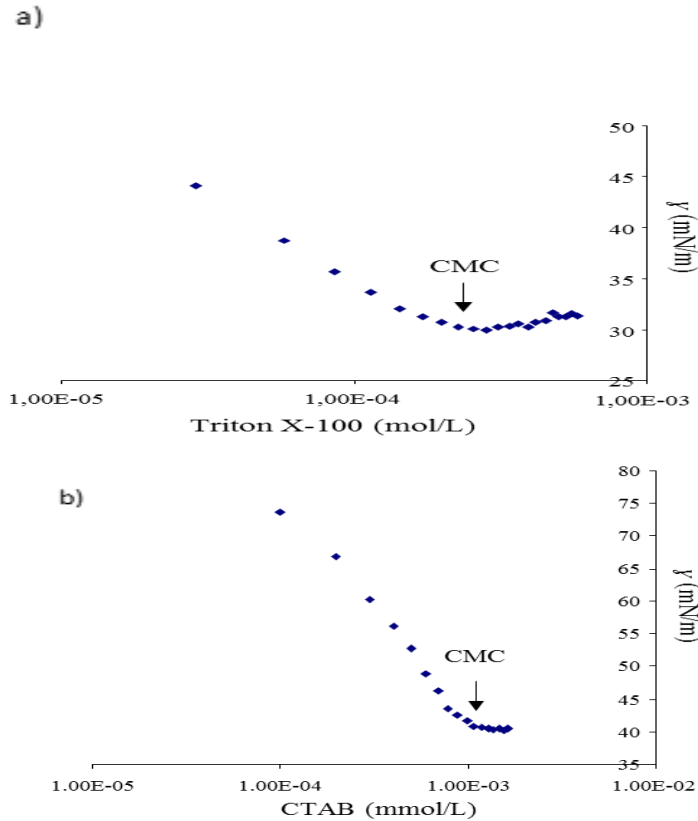 a)
50
45
40
35
30
25
γ (mN/m)
CMC
1,00E-05 1,00E-04 1,00E-03
Triton X-100 (mol/L)
b)
80
75
70
65
60
55
50
45
40
35
γ (mN/m)
CMC
1.00E-05 1.00E-04 1.00E-03 1.00E-02
CTAB (mmol/L)